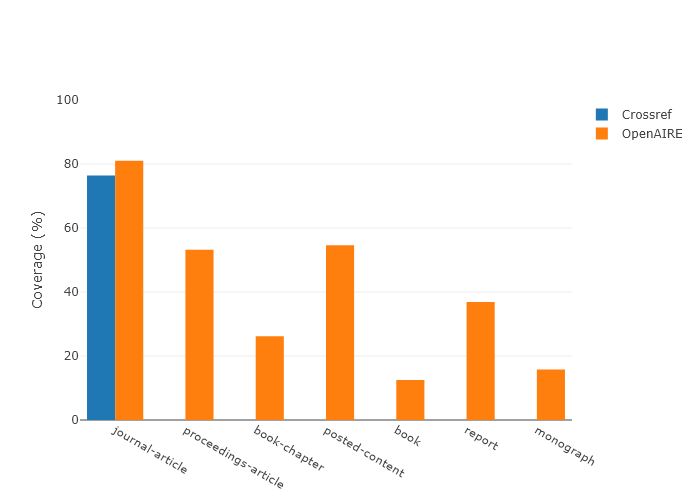 100
80
60
40
20
0
Coverage (%)
journal-article
proceedings-article
book-chapter
posted-content
book
report
monograph
Crossref
OpenAIRE